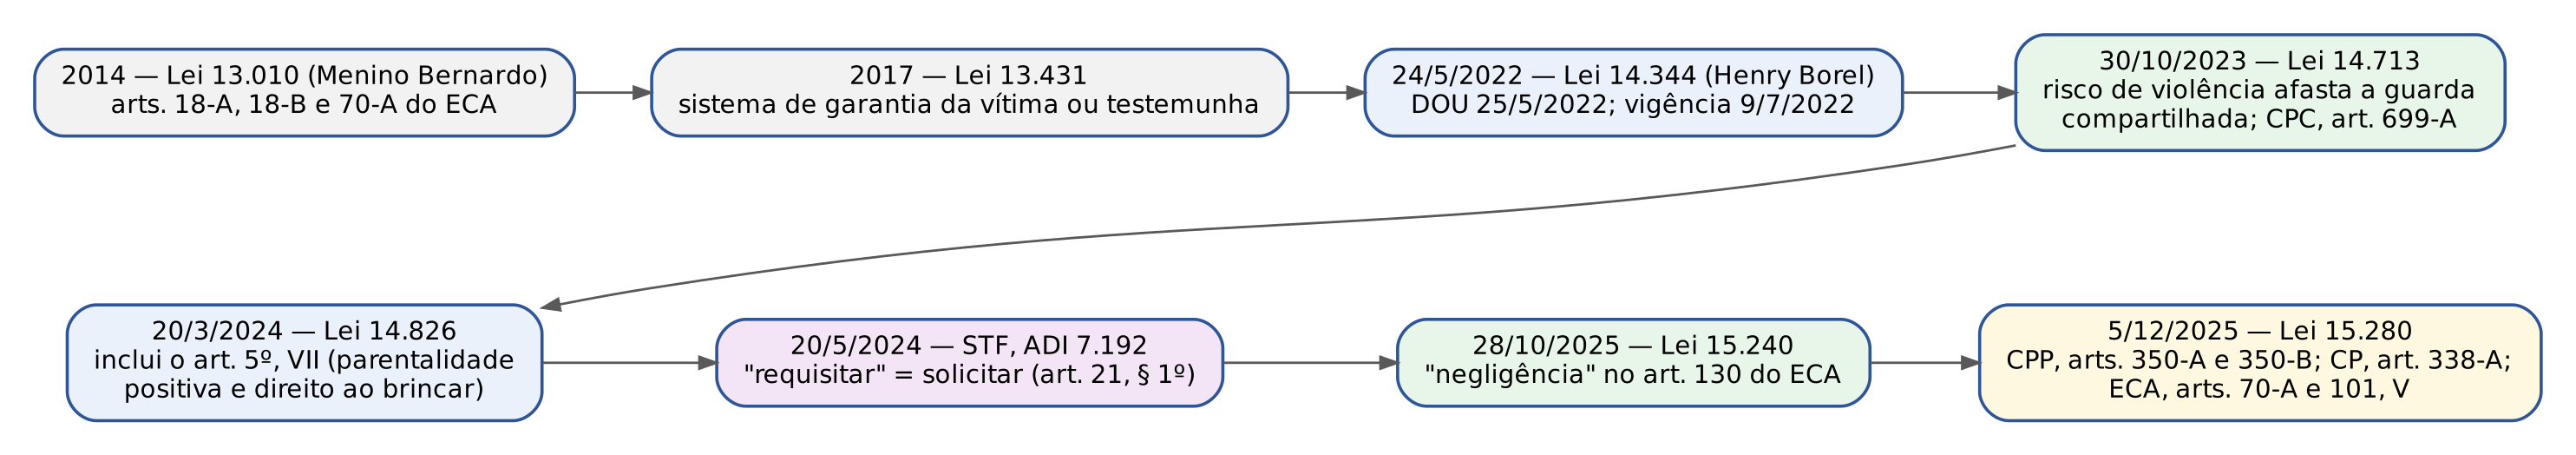 2014 — Lei 13.010 (Menino Bernardo)
arts. 18-A, 18-B e 70-A do ECA
2017 — Lei 13.431
sistema de garantia da vítima ou testemunha
24/5/2022 — Lei 14.344 (Henry Borel)
DOU 25/5/2022; vigência 9/7/2022
30/10/2023 — Lei 14.713
risco de violência afasta a guarda
compartilhada; CPC, art. 699-A
20/3/2024 — Lei 14.826
inclui o art. 5º, VII (parentalidade
positiva e direito ao brincar)
20/5/2024 — STF, ADI 7.192
"requisitar" = solicitar (art. 21, § 1º)
28/10/2025 — Lei 15.240
"negligência" no art. 130 do ECA
5/12/2025 — Lei 15.280
CPP, arts. 350-A e 350-B; CP, art. 338-A;
ECA, arts. 70-A e 101, V